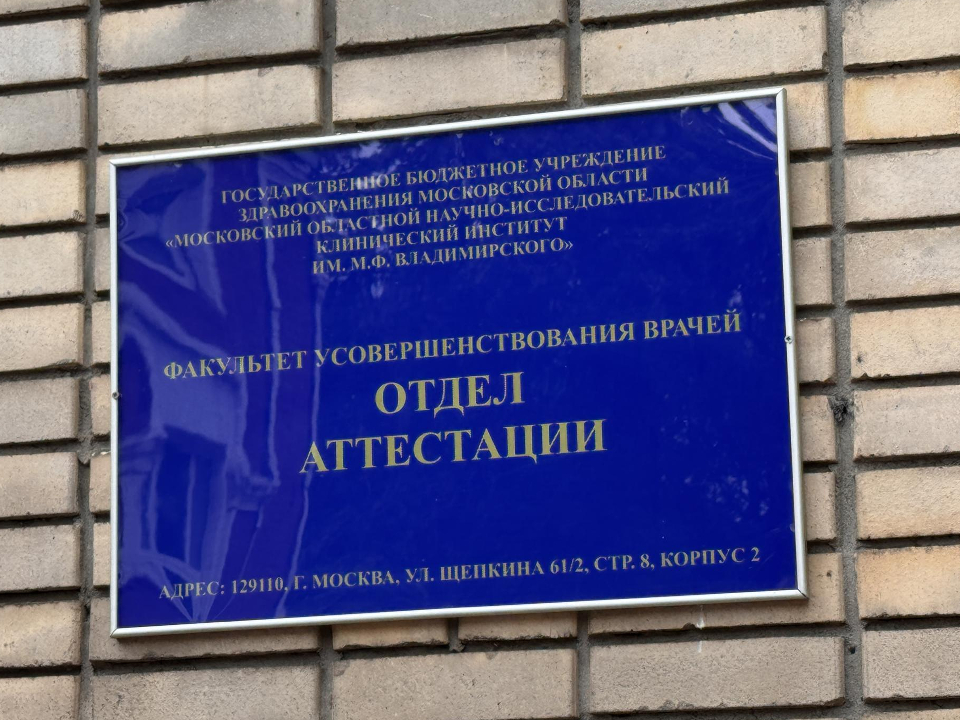 ГОСУДАРСТВЕННОЕ БЮДЖЕТНОЕ УЧРЕЖДЕНИЕ
ЗДРАВООХРАНЕНИЯ МОСКОВСКОЙ ОБЛАСТИ
«МОСКОВСКИЙ ОБЛАСТНОЙ НАУЧНО-ИССЛЕДОВАТЕЛЬСКИЙ
КЛИНИЧЕСКИЙ ИНСТИТУТ
ИМ. М.Ф. ВЛАДИМИРСКОГО»
ФАКУЛЬТЕТ УСОВЕРШЕНСТВОВАНИЯ ВРАЧЕЙ
ОТДЕЛ
АТТЕСТАЦИИ
АДРЕС: 129110, Г. МОСКВА, УЛ. ЩЕПКИНА 61/2, СТР. 8, КОРПУС 2